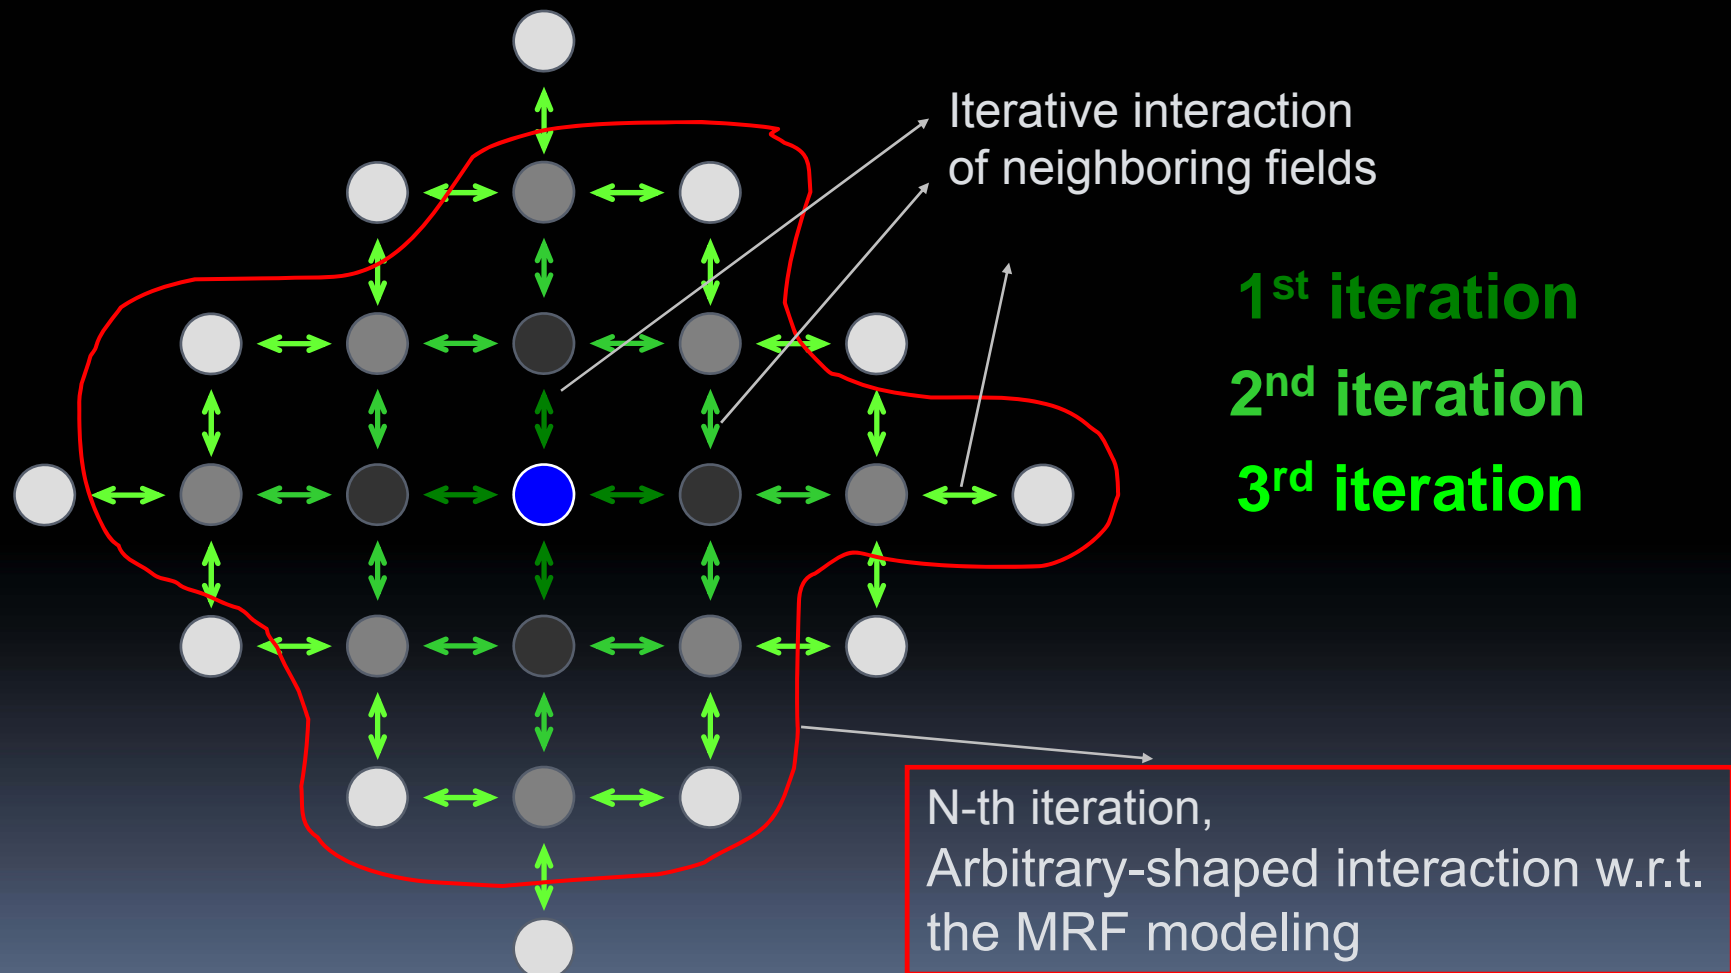 Iterative interaction
of neighboring fields
1st iteration
2nd iteration
3rd iteration
N-th iteration,
Arbitrary-shaped interaction w.r.t.
the MRF modeling